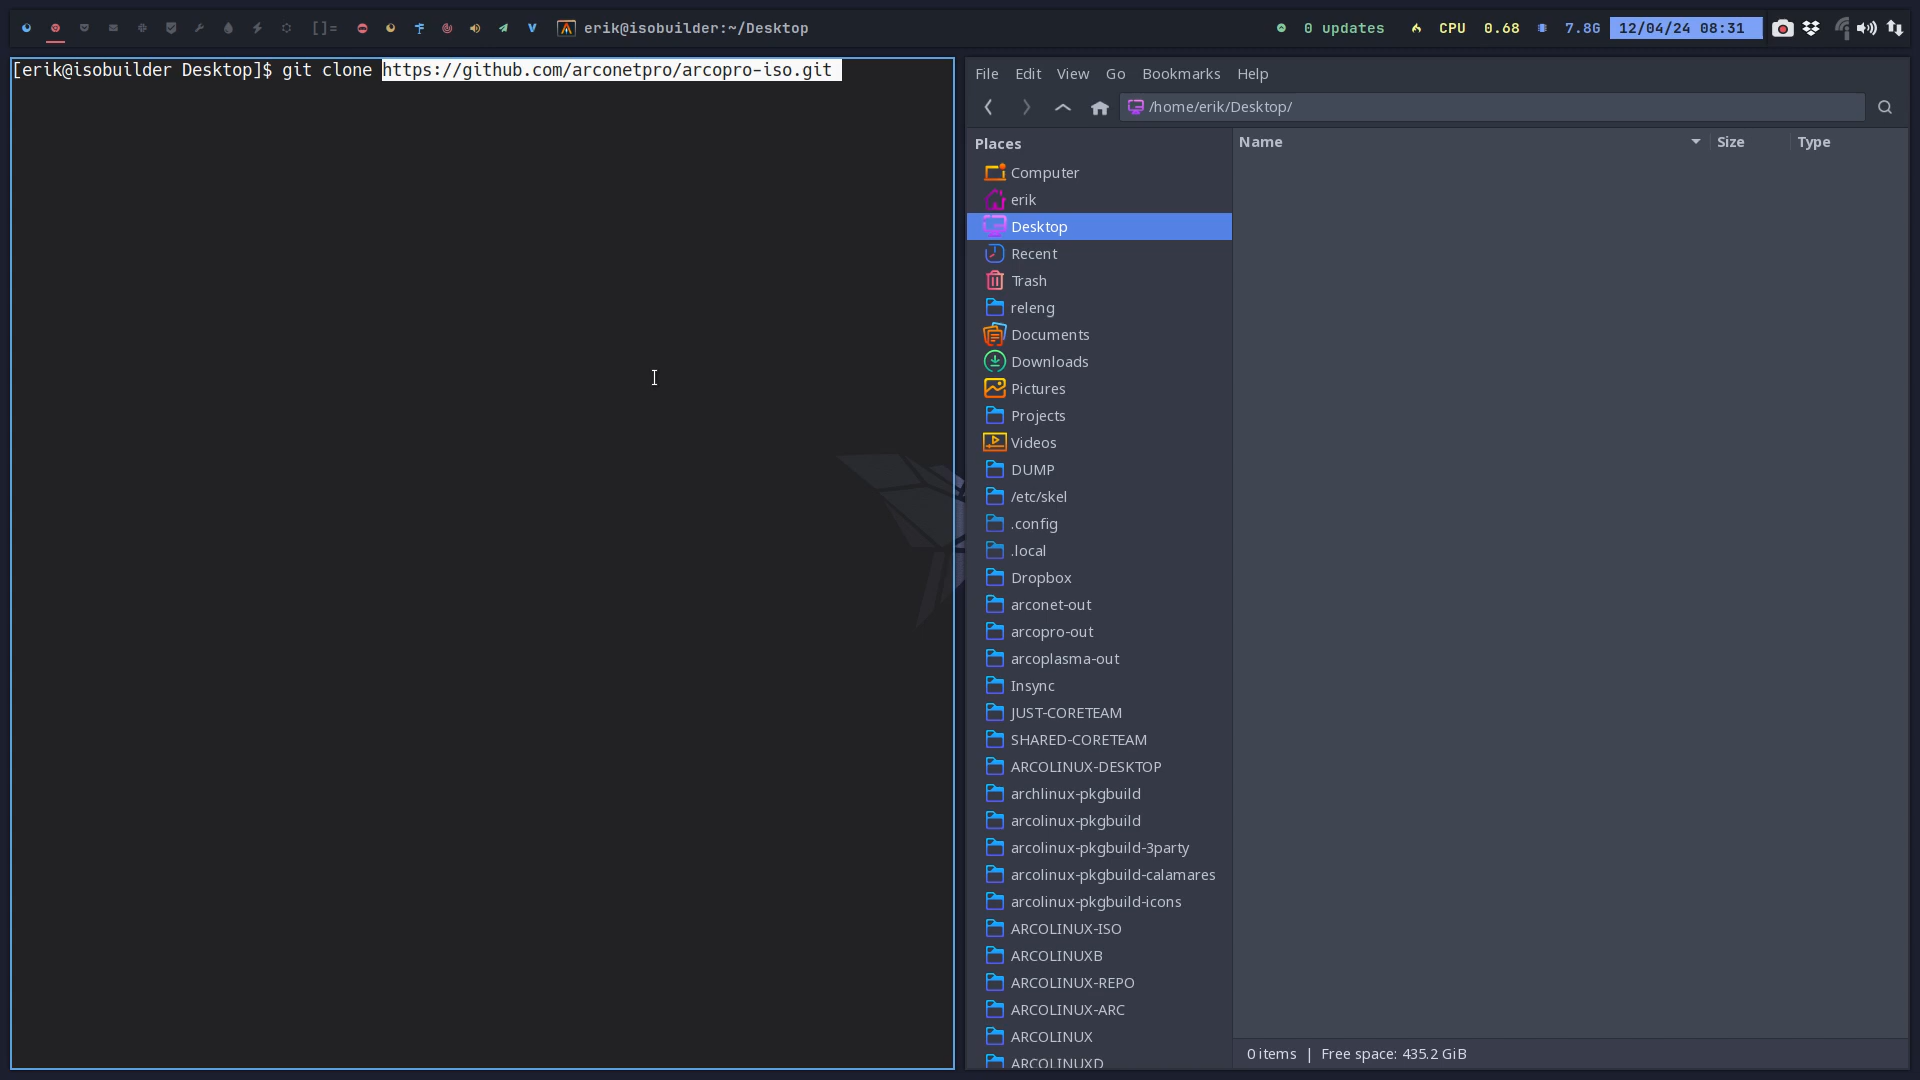 []= V erik@isobuilder:~/Desktop 0 updates CPU 0.68 7.8G 12/04/24 08:31
[erik@isobuilder Desktop]$ git clone https://github.com/arconetpro/arcopro-iso.git
File Edit View Go Bookmarks Help
/home/erik/Desktop/
Places
Computer
erik
Desktop
Recent
Trash
releng
Documents
Downloads
Pictures
Projects
Videos
DUMP
/etc/skel
.config
.local
Dropbox
arconet-out
arcopro-out
arcoplasma-out
Insync
JUST-CORETEAM
SHARED-CORETEAM
ARCOLINUX-DESKTOP
archlinux-pkgbuild
arcolinux-pkgbuild
arcolinux-pkgbuild-3party
arcolinux-pkgbuild-calamares
arcolinux-pkgbuild-icons
ARCOLINUX-ISO
ARCOLINUXB
ARCOLINUX-REPO
ARCOLINUX-ARC
ARCOLINUX
ARCOLINUXD
Name Size Type
0 items | Free space: 435.2 GiB